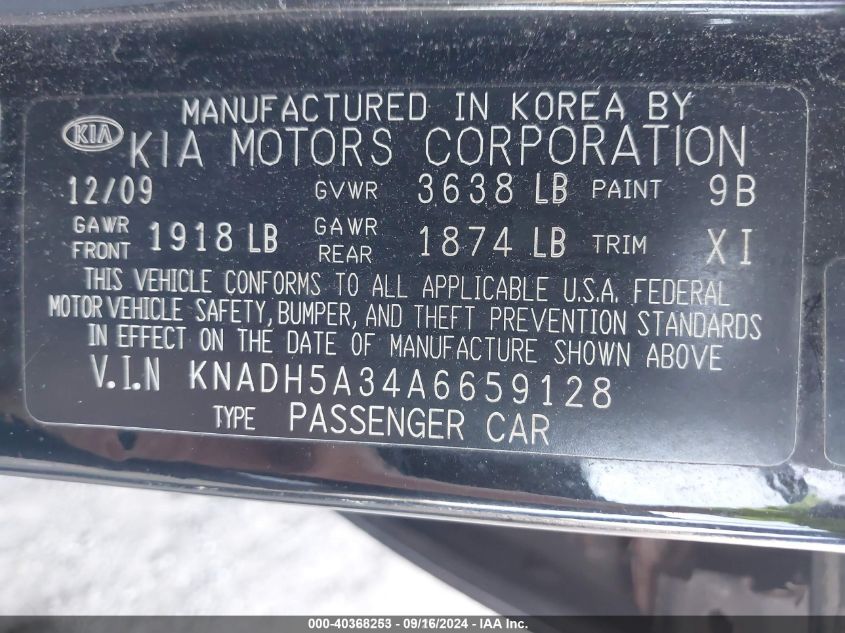 MANUFACTURED IN KOREA BY
KIA KIA MOTORS CORPORATION
12/09 GVWR 3638 LB PAINT 9B
GAWR FRONT 1918 LB GAWR REAR 1874 LB TRIM XI
THIS VEHICLE CONFORMS TO ALL APPLICABLE U.S.A. FEDERAL
MOTOR VEHICLE SAFETY, BUMPER, AND THEFT PREVENTION STANDARDS
IN EFFECT ON THE DATE OF MANUFACTURE SHOWN ABOVE
V.I.N KNADH5A34A6659128
TYPE PASSENGER CAR
000-40368253 - 09/16/2024 - IAA Inc.